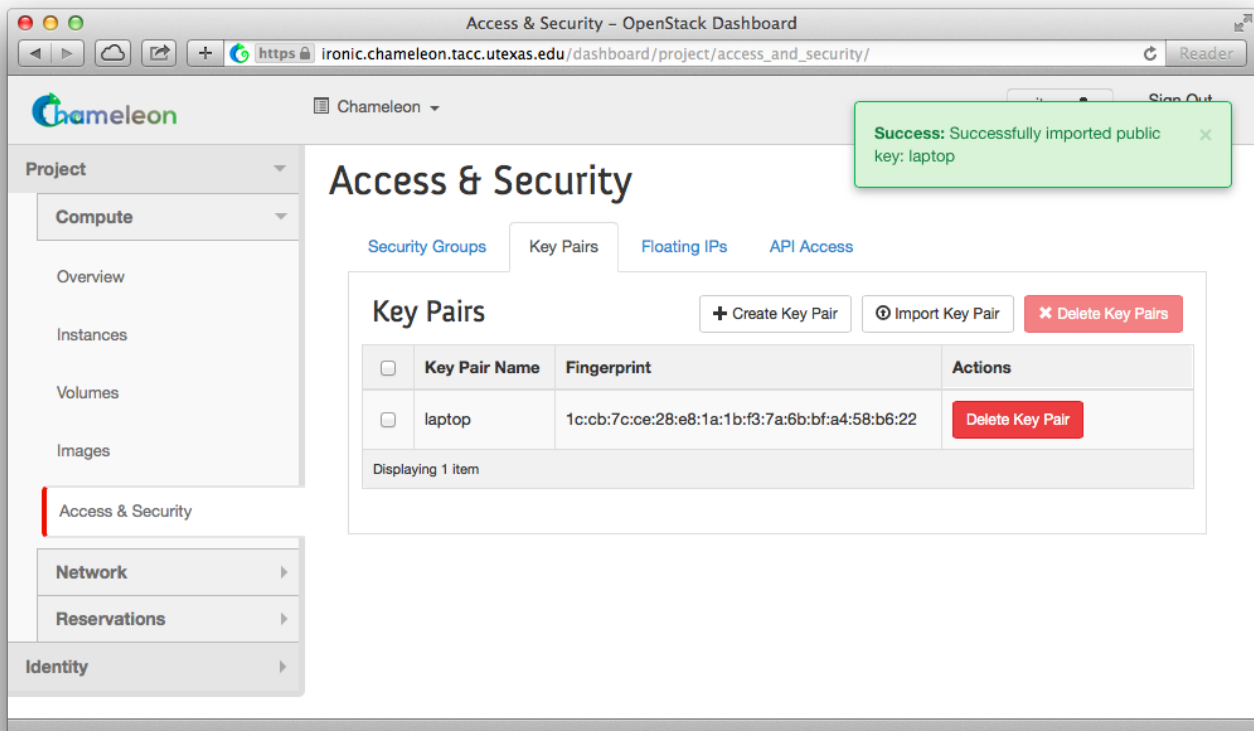 Access & Security – OpenStack Dashboard
https ironic.chameleon.tacc.utexas.edu/dashboard/project/access_and_security/
Reader
Chameleon
Chameleon
Sign Out
Success: Successfully imported public
key: laptop
Project
Compute
Overview
Instances
Volumes
Images
Access & Security
Network
Reservations
Identity
Access & Security
Security Groups
Key Pairs
Floating IPs
API Access
Key Pairs
Create Key Pair
Import Key Pair
Delete Key Pairs
Key Pair Name Fingerprint Actions
laptop 1c:cb:7c:ce:28:e8:1a:1b:f3:7a:6b:bf:a4:58:b6:22 Delete Key Pair
Displaying 1 item